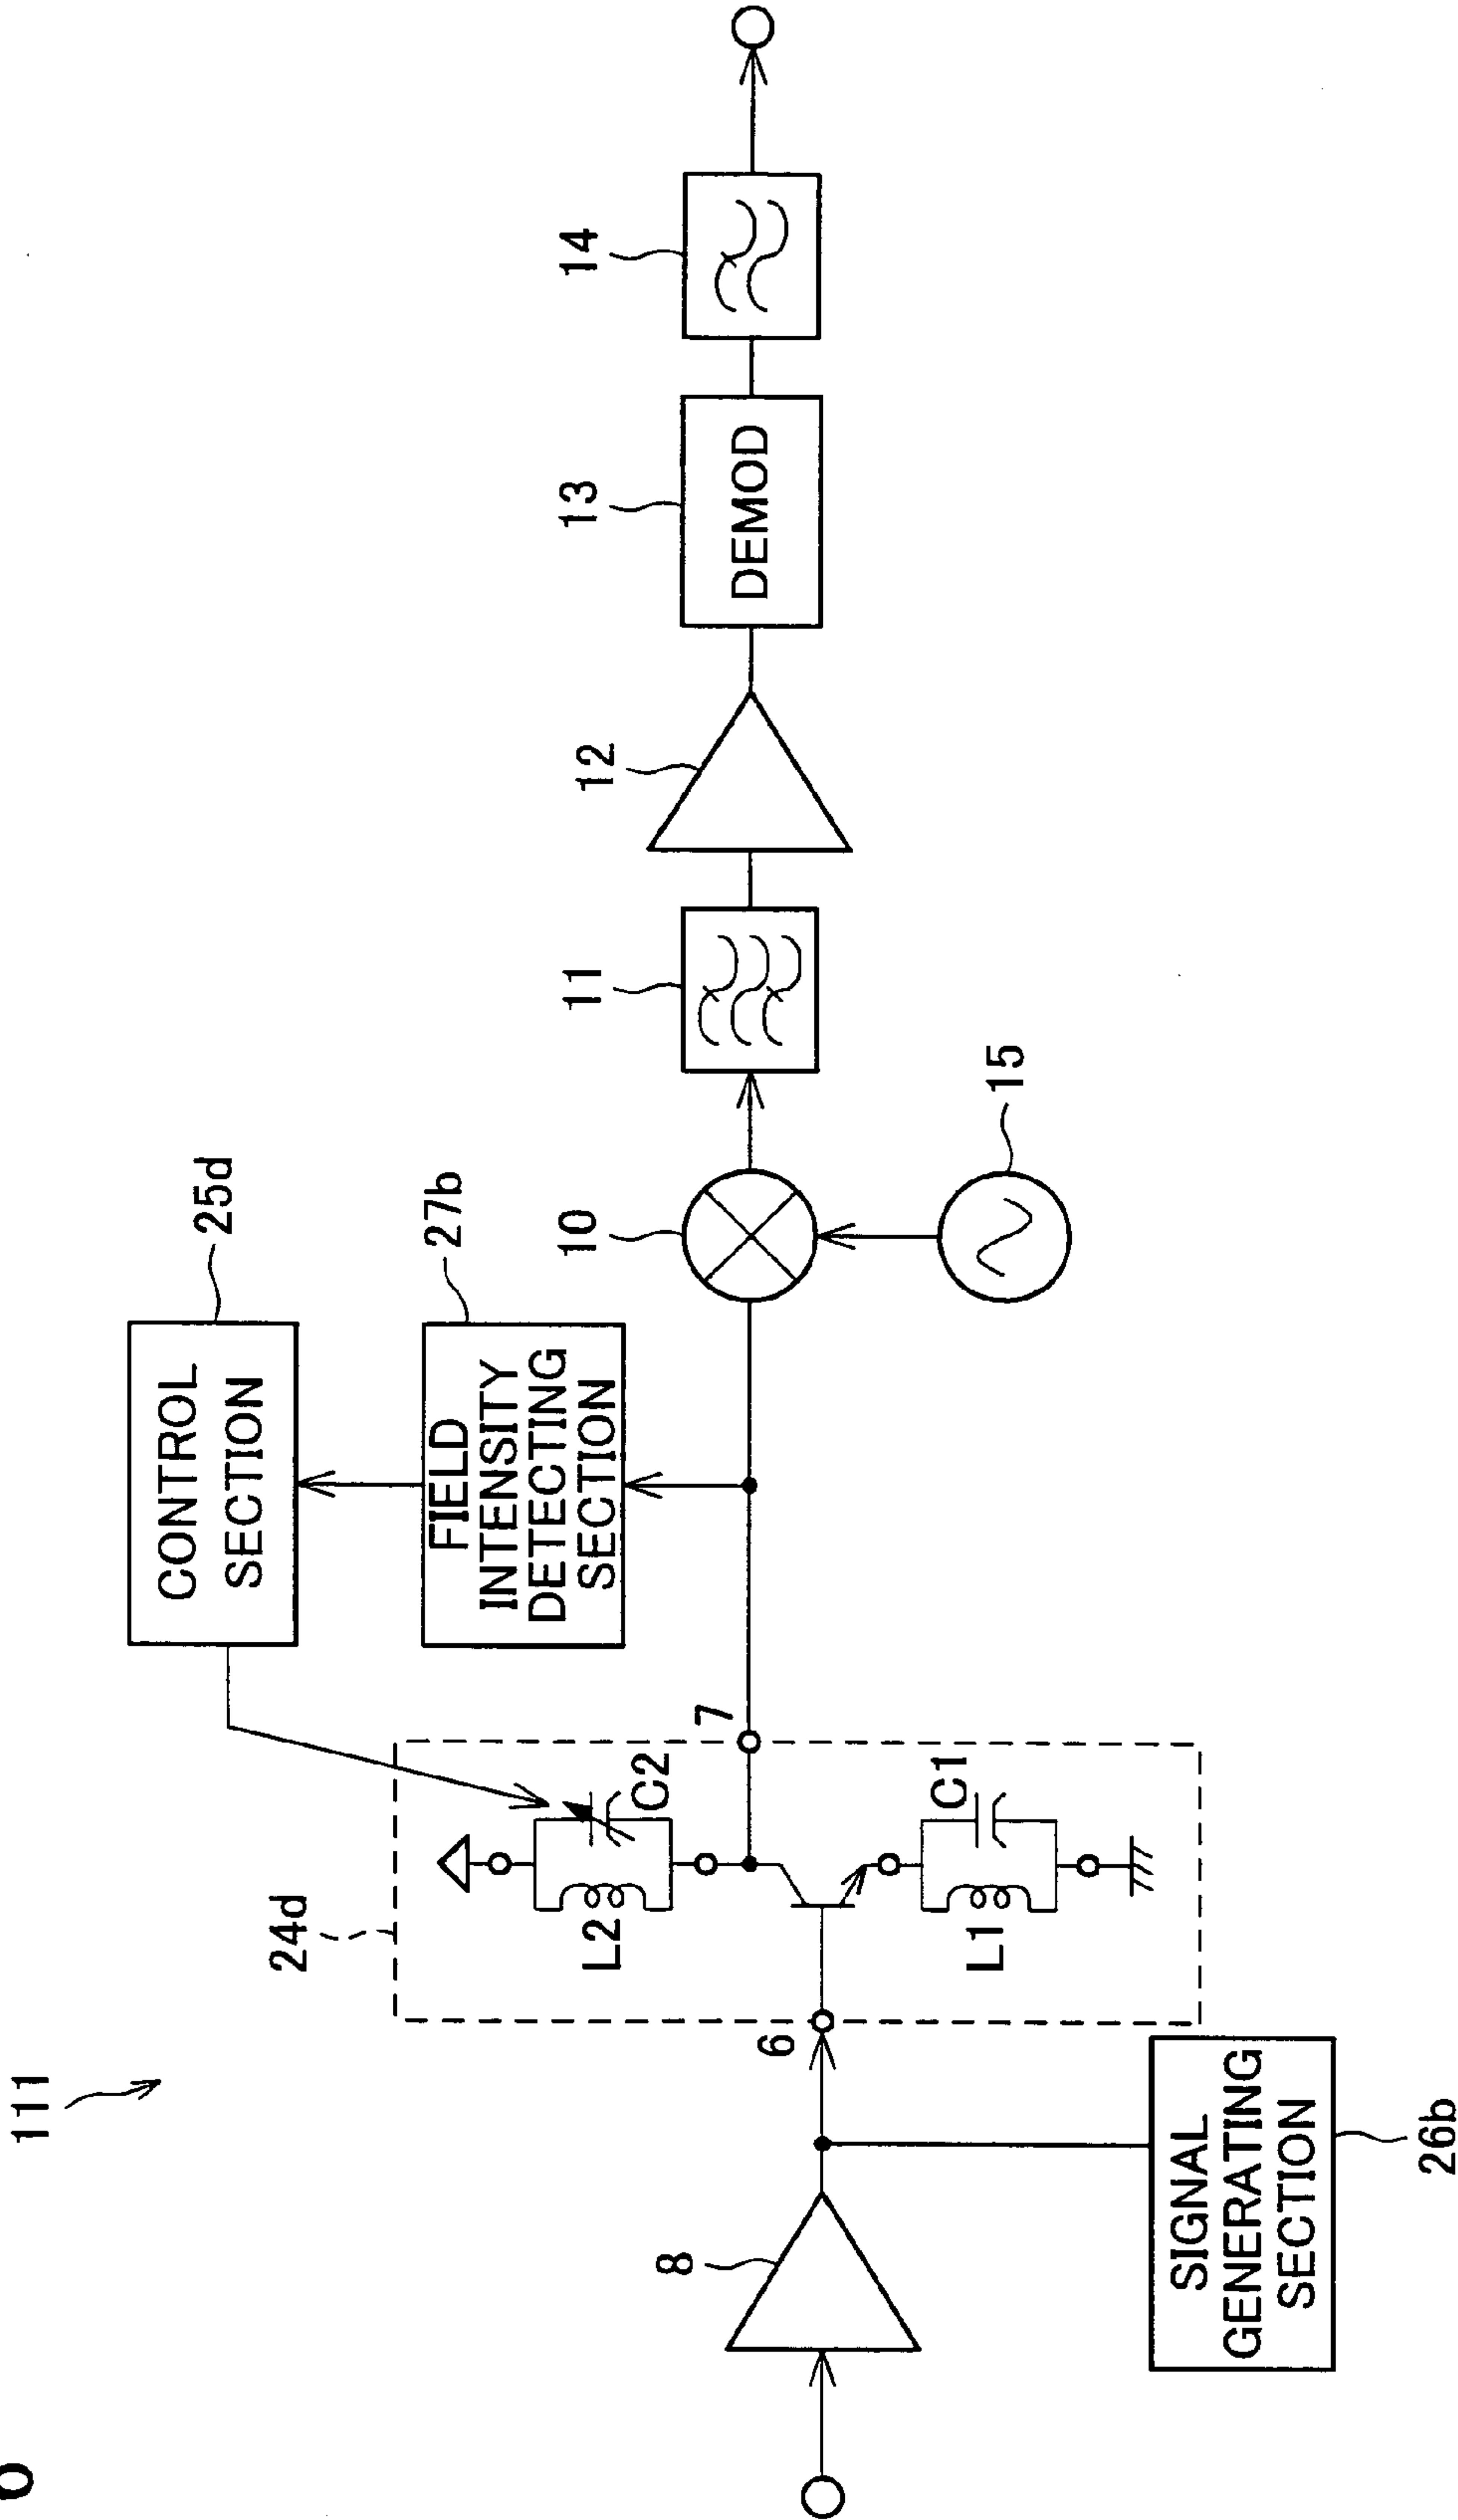 111
24d
25d
CONTROL
SECTION
27b
FIELD
INTENSITY
DETECTING
SECTION
L2
C2
7
10
11
12
13
DEMOD
14
8
6
L1
C1
15
SIGNAL
GENERATING
SECTION
26b